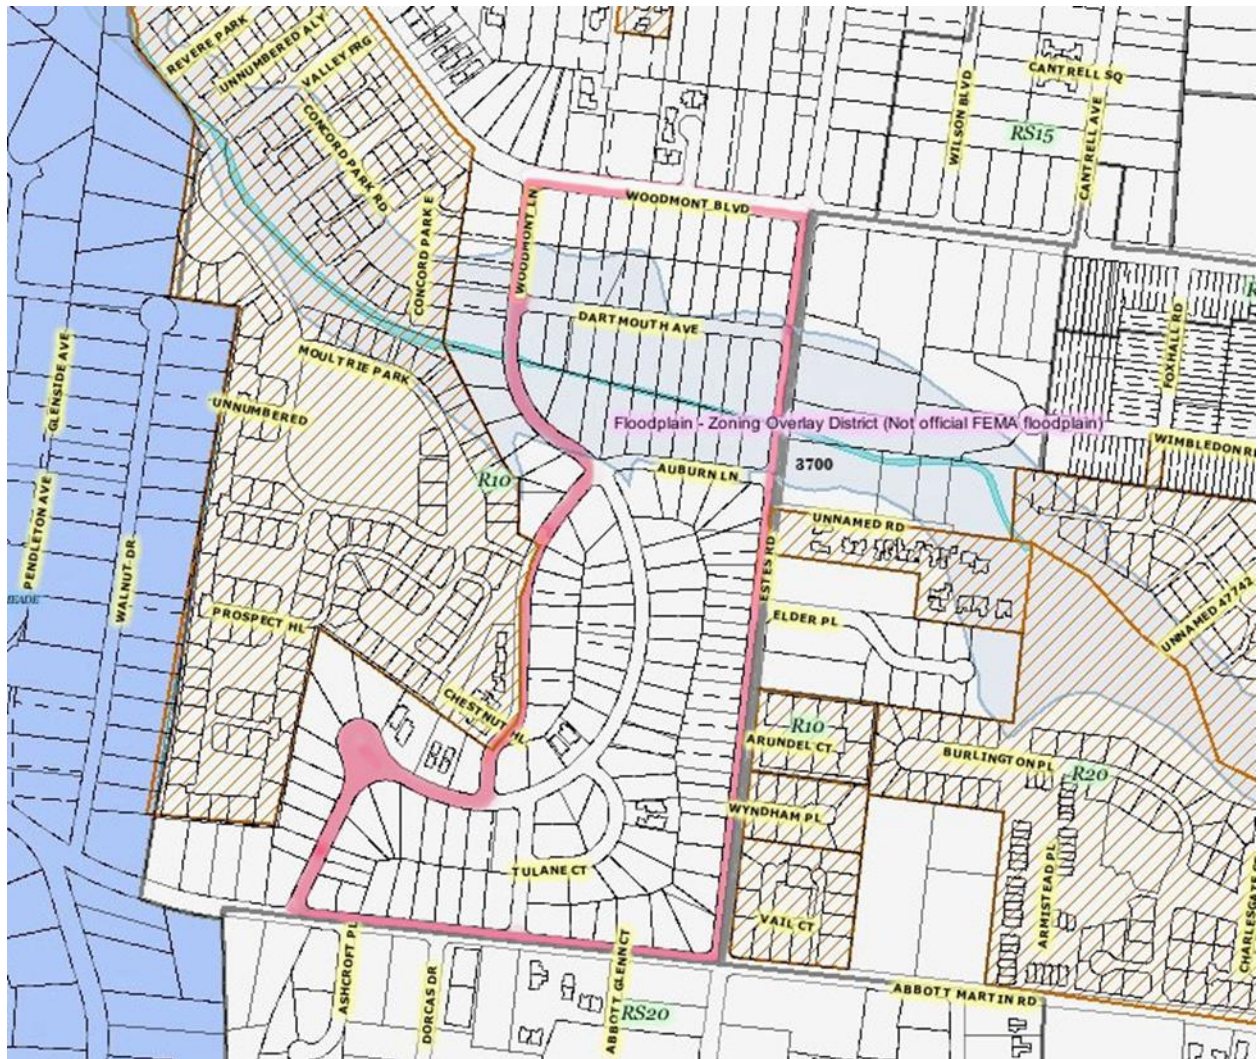 REVERE PARK
UNNUMBERED ALY
VALLEY FRG
CANTRELL SQ
WILSON BLVD
RS15
CANTRELL AVE
CONCORD PARK RD
CONCORD PARK E
WOODMONT LN
WOODMONT BLVD
DARTMOUTH AVE
FOXHALL RD
R
GLENSIDE AVE
MOULTRIE PARK
UNNUMBERED
Floodplain - Zoning Overlay District (Not official FEMA floodplain)
WIMBLEDON R
3700
AUBURN LN
R10
PENDLETON AVE
WALNUT DR
UNNAMED RD
ESTES RD
EADE
PROSPECT HL
ELDER PL
UNNAMED 4774
CHESTNUT HL
R10
ARUNDEL CT
BURLINGTON PL
R20
WYNDHAM PL
TULANE CT
ARMISTEAD PL
VAIL CT
CHARLESGATE
ASHCROFT PL
DORCAS DR
ABBOTT GLENN CT
RS20
ABBOTT MARTIN RD